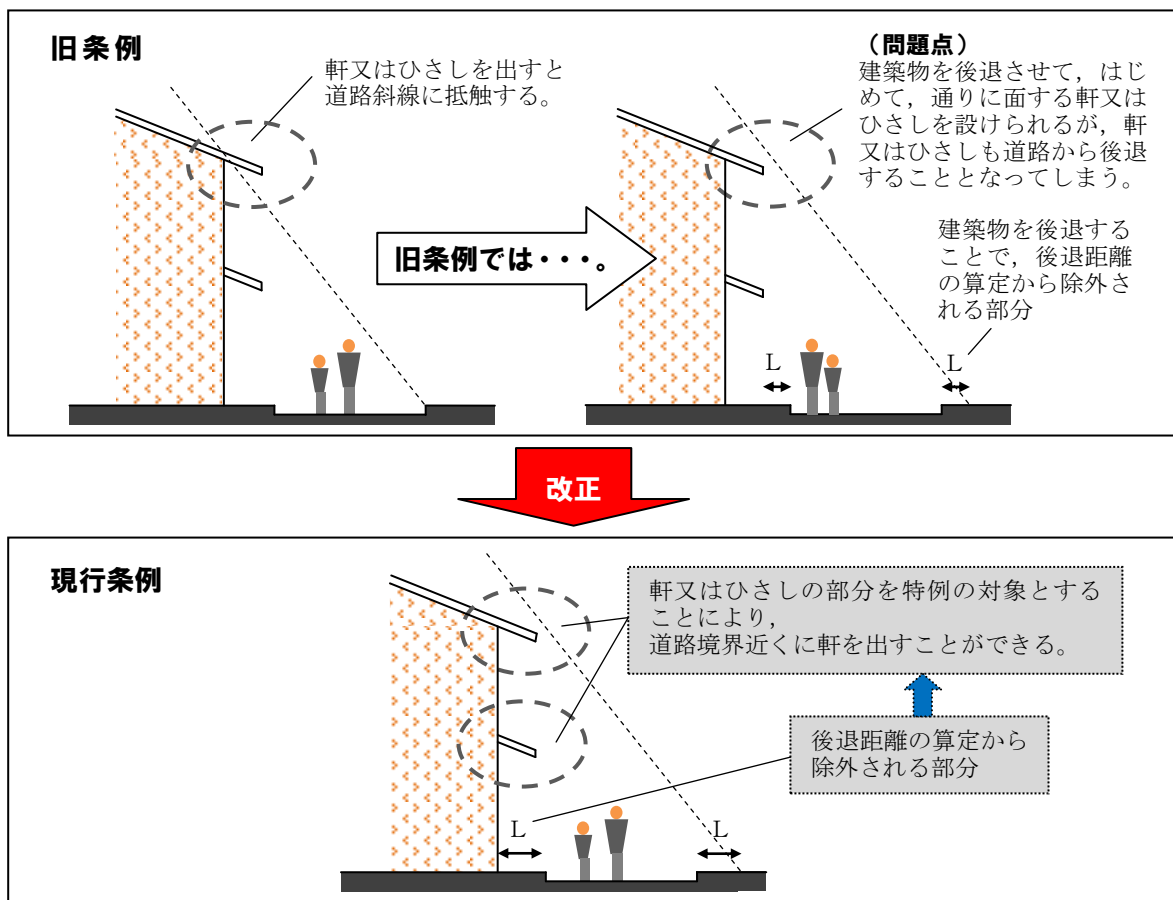 旧条例
軒又はひさしを出すと
道路斜線に抵触する。
旧条例では・・・。
（問題点）
建築物を後退させて，はじ
めて，通りに面する軒又は
ひさしを設けられるが，軒
又はひさしも道路から後退
することとなってしまう。
建築物を後退する
ことで，後退距離
の算定から除外さ
れる部分
L
L
改正
現行条例
軒又はひさしの部分を特例の対象とする
ことにより，
道路境界近くに軒を出すことができる。
後退距離の算定から
除外される部分
L
L